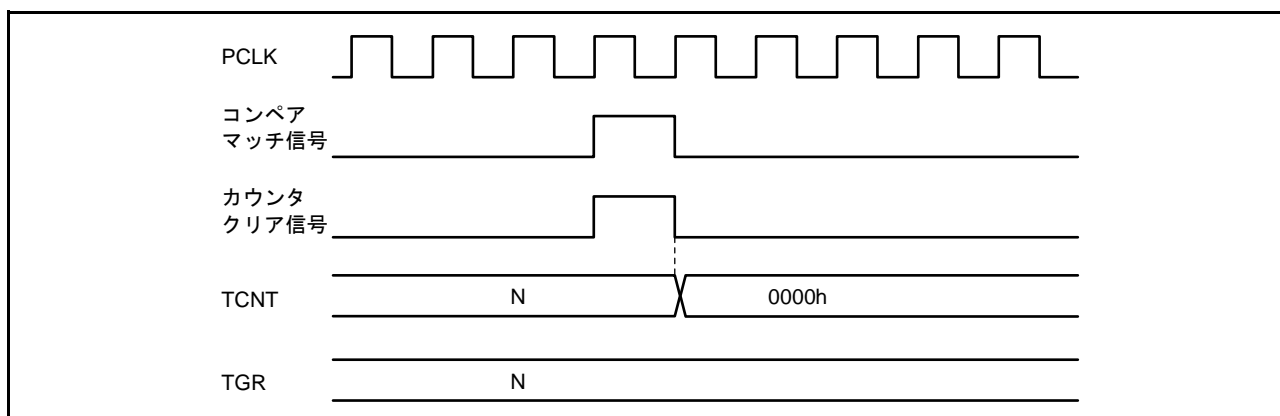 PCLK
コンペア
マッチ信号
カウンタ
クリア信号
TCNT
N
0000h
TGR
N